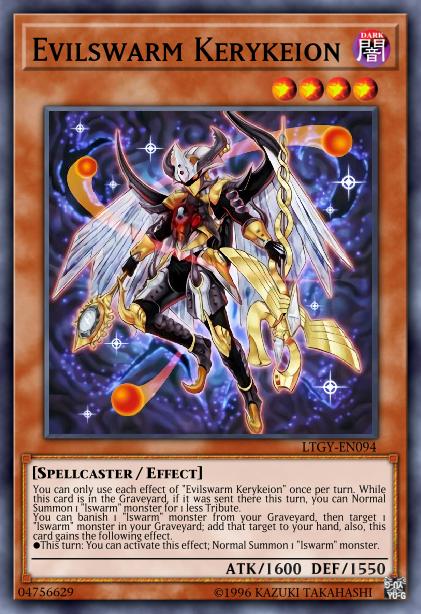 EVILSWARM KERYKEION
DARK
闇
LTGY-EN094
[SPELLCASTER / EFFECT]
You can only use each effect of "Evilswarm Kerykeion" once per turn. While
this card is in the Graveyard, if it was sent there this turn, you can Normal
Summon 1 "lswarm" monster for 1 less Tribute.
You can banish 1 "lswarm" monster from your Graveyard, then target 1
"lswarm" monster in your Graveyard; add that target to your hand, also, this
card gains the following effect.
●This turn: You can activate this effect; Normal Summon 1 "lswarm" monster.
ATK/1600 DEF/1550
04756629
©1996 KAZUKI TAKAHASHI